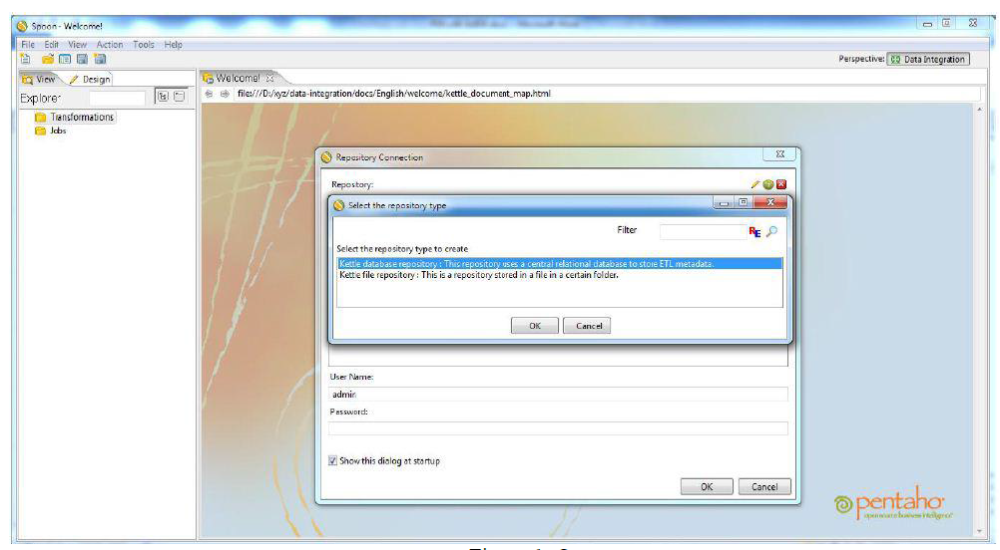 Spoon - Welcome!
File Edit View Action Tools Help
Perspective: Data Integration
View Design
Welcome!
Explorer
file:///D:/xyz/data-integration/docs/English/welcome/kettle_document_map.html
Transformations
Jobs
Repository Connection
Repository:
Select the repository type
Filter
RE
Select the repository type to create
Kettle database repository : This repository uses a central relational database to store ETL metadata.
Kettle file repository : This is a repository stored in a file in a certain folder.
OK Cancel
User Name:
admin
Password:
Show this dialog at startup
OK Cancel
pentaho
open source business intelligence